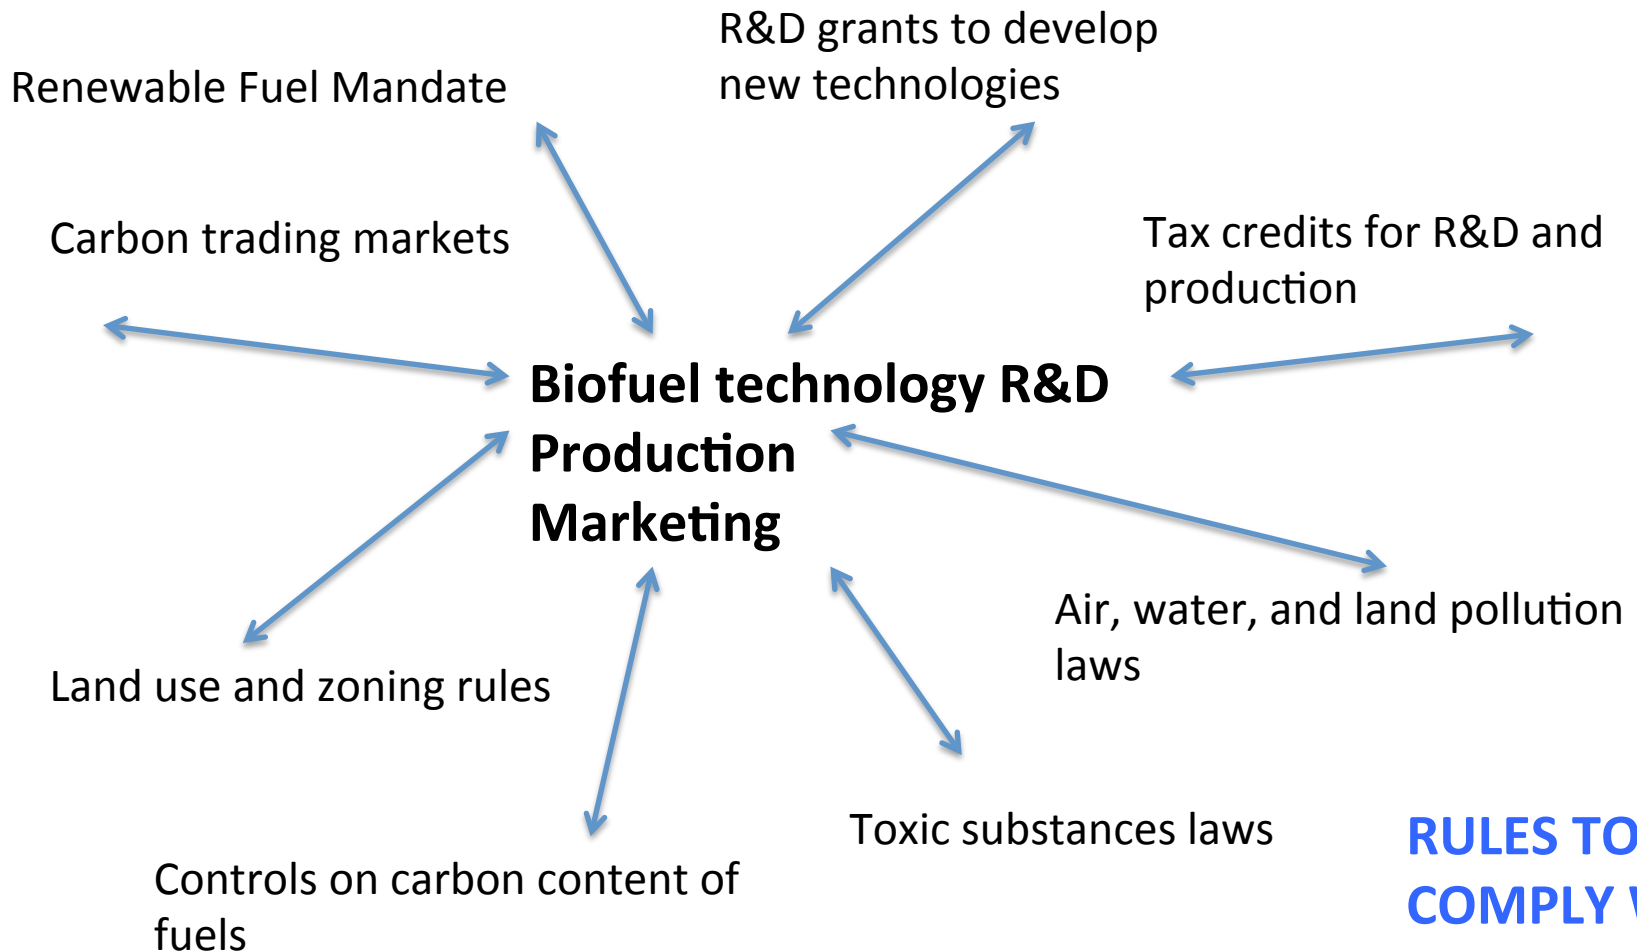 R&D grants to develop
new technologies
Renewable Fuel Mandate
Carbon trading markets
Tax credits for R&D and
production
Biofuel technology R&D
Production
Marketing
Air, water, and land pollution
laws
Land use and zoning rules
Toxic substances laws
Controls on carbon content of
fuels
RULES TO
COMPLY